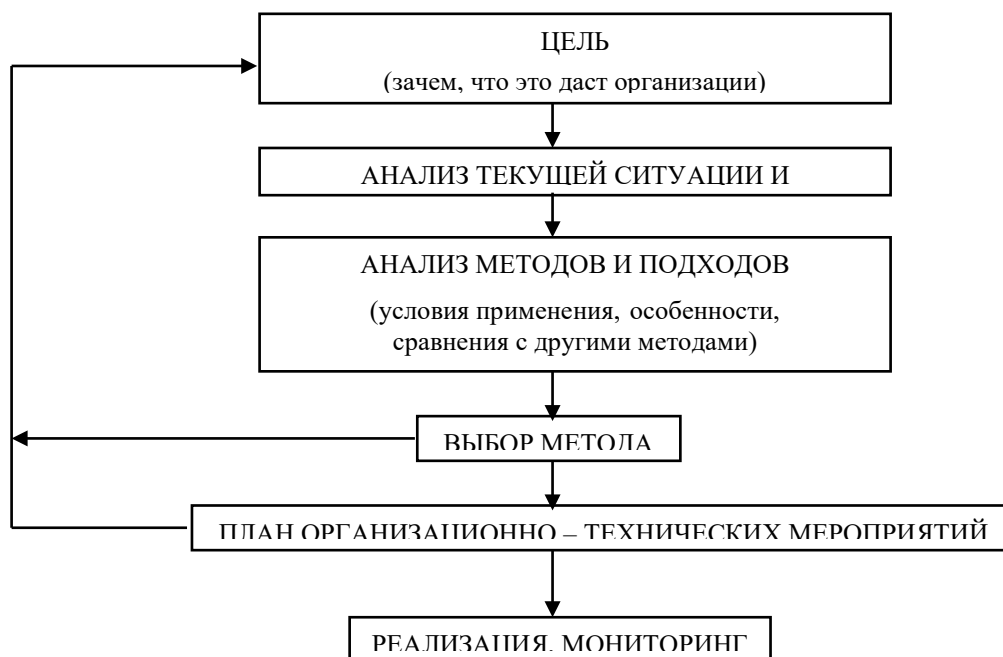 ЦЕЛЬ
(зачем, что это даст организации)
АНАЛИЗ ТЕКУЩЕЙ СИТУАЦИИ И
АНАЛИЗ МЕТОДОВ И ПОДХОДОВ
(условия применения, особенности,
сравнения с другими методами)
ВЫБОР МЕТОДА
ПЛАН ОРГАНИЗАЦИОННО – ТЕХНИЧЕСКИХ МЕРОПРИЯТИЙ
РЕАЛИЗАЦИЯ, МОНИТОРИНГ